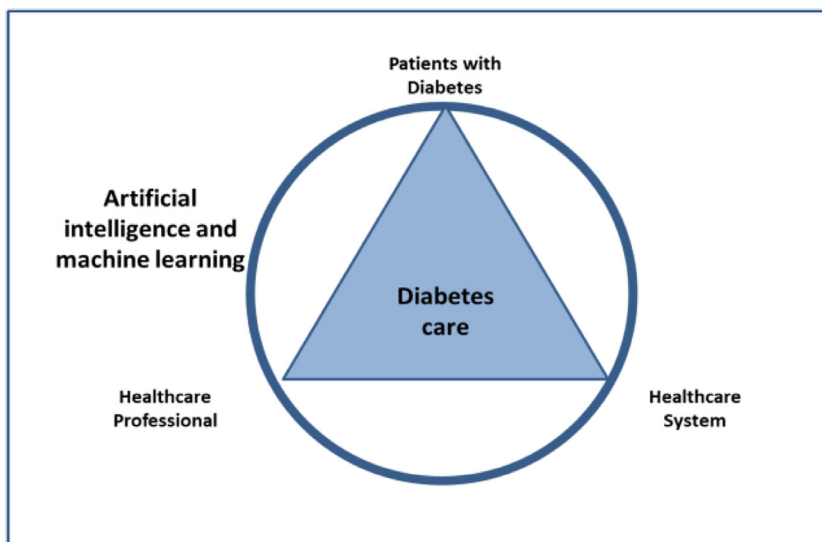 Patients with
Diabetes
Artificial
intelligence and
machine learning
Diabetes
care
Healthcare
Professional
Healthcare
System